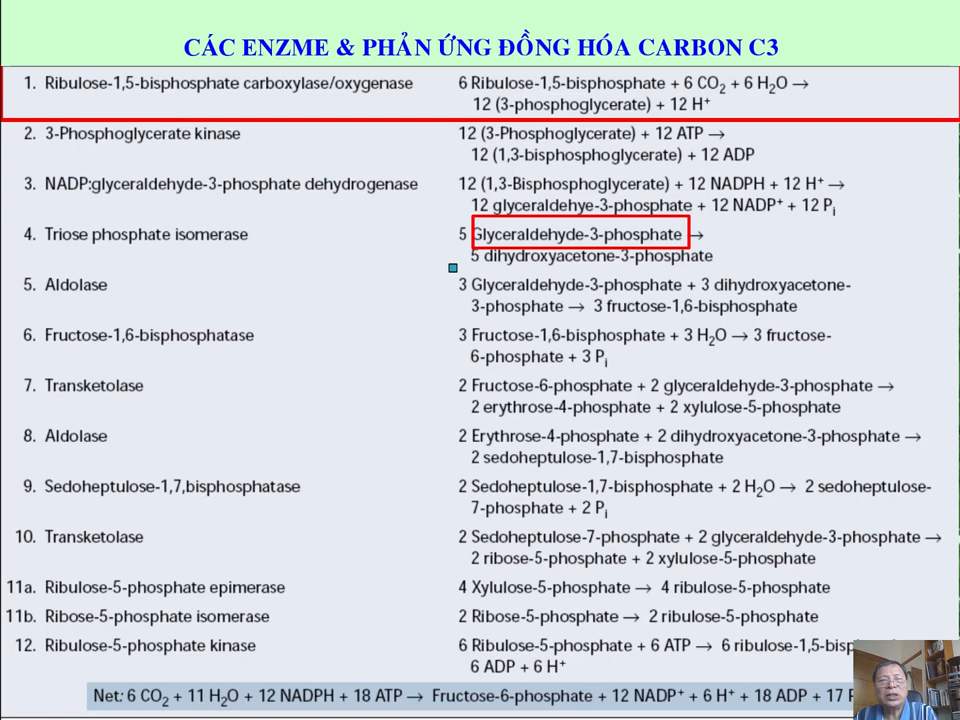 CÁC ENZME & PHẢN ỨNG ĐỒNG HÓA CARBON C3
1. Ribulose-1,5-bisphosphate carboxylase/oxygenase 6 Ribulose-1,5-bisphosphate + 6 CO₂ + 6 H₂O →
12 (3-phosphoglycerate) + 12 H⁺
2. 3-Phosphoglycerate kinase 12 (3-Phosphoglycerate) + 12 ATP →
12 (1,3-bisphosphoglycerate) + 12 ADP
3. NADP:glyceraldehyde-3-phosphate dehydrogenase 12 (1,3-Bisphosphoglycerate) + 12 NADPH + 12 H⁺ →
12 glyceraldehye-3-phosphate + 12 NADP⁺ + 12 Pᵢ
4. Triose phosphate isomerase 5 Glyceraldehyde-3-phosphate →
5 dihydroxyacetone-3-phosphate
5. Aldolase 3 Glyceraldehyde-3-phosphate + 3 dihydroxyacetone-
3-phosphate → 3 fructose-1,6-bisphosphate
6. Fructose-1,6-bisphosphatase 3 Fructose-1,6-bisphosphate + 3 H₂O → 3 fructose-
6-phosphate + 3 Pᵢ
7. Transketolase 2 Fructose-6-phosphate + 2 glyceraldehyde-3-phosphate →
2 erythrose-4-phosphate + 2 xylulose-5-phosphate
8. Aldolase 2 Erythrose-4-phosphate + 2 dihydroxyacetone-3-phosphate →
2 sedoheptulose-1,7-bisphosphate
9. Sedoheptulose-1,7,bisphosphatase 2 Sedoheptulose-1,7-bisphosphate + 2 H₂O → 2 sedoheptulose-
7-phosphate + 2 Pᵢ
10. Transketolase 2 Sedoheptulose-7-phosphate + 2 glyceraldehyde-3-phosphate →
2 ribose-5-phosphate + 2 xylulose-5-phosphate
11a. Ribulose-5-phosphate epimerase 4 Xylulose-5-phosphate → 4 ribulose-5-phosphate
11b. Ribose-5-phosphate isomerase 2 Ribose-5-phosphate → 2 ribulose-5-phosphate
12. Ribulose-5-phosphate kinase 6 Ribulose-5-phosphate + 6 ATP → 6 ribulose-1,5-
6 ADP + 6 H⁺
Net: 6 CO₂ + 11 H₂O + 12 NADPH + 18 ATP → Fructose-6-phosphate + 12 NADP⁺ + 6 H⁺ + 18 ADP + 17